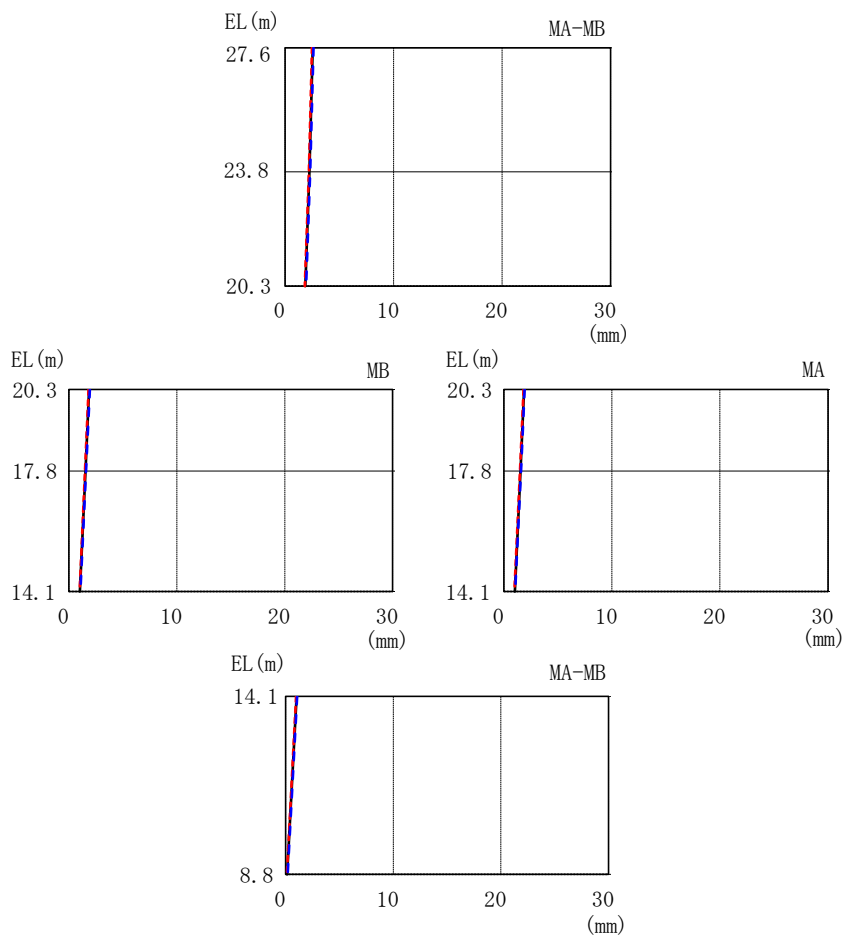 EL(m) MA-MB
27.6
23.8
20.3
0 10 20 30
(mm)
EL(m) MB EL(m) MA
20.3 20.3
17.8 17.8
14.1 14.1
0 10 20 30 0 10 20 30
(mm) (mm)
EL(m) MA-MB
14.1
8.8
0 10 20 30
(mm)